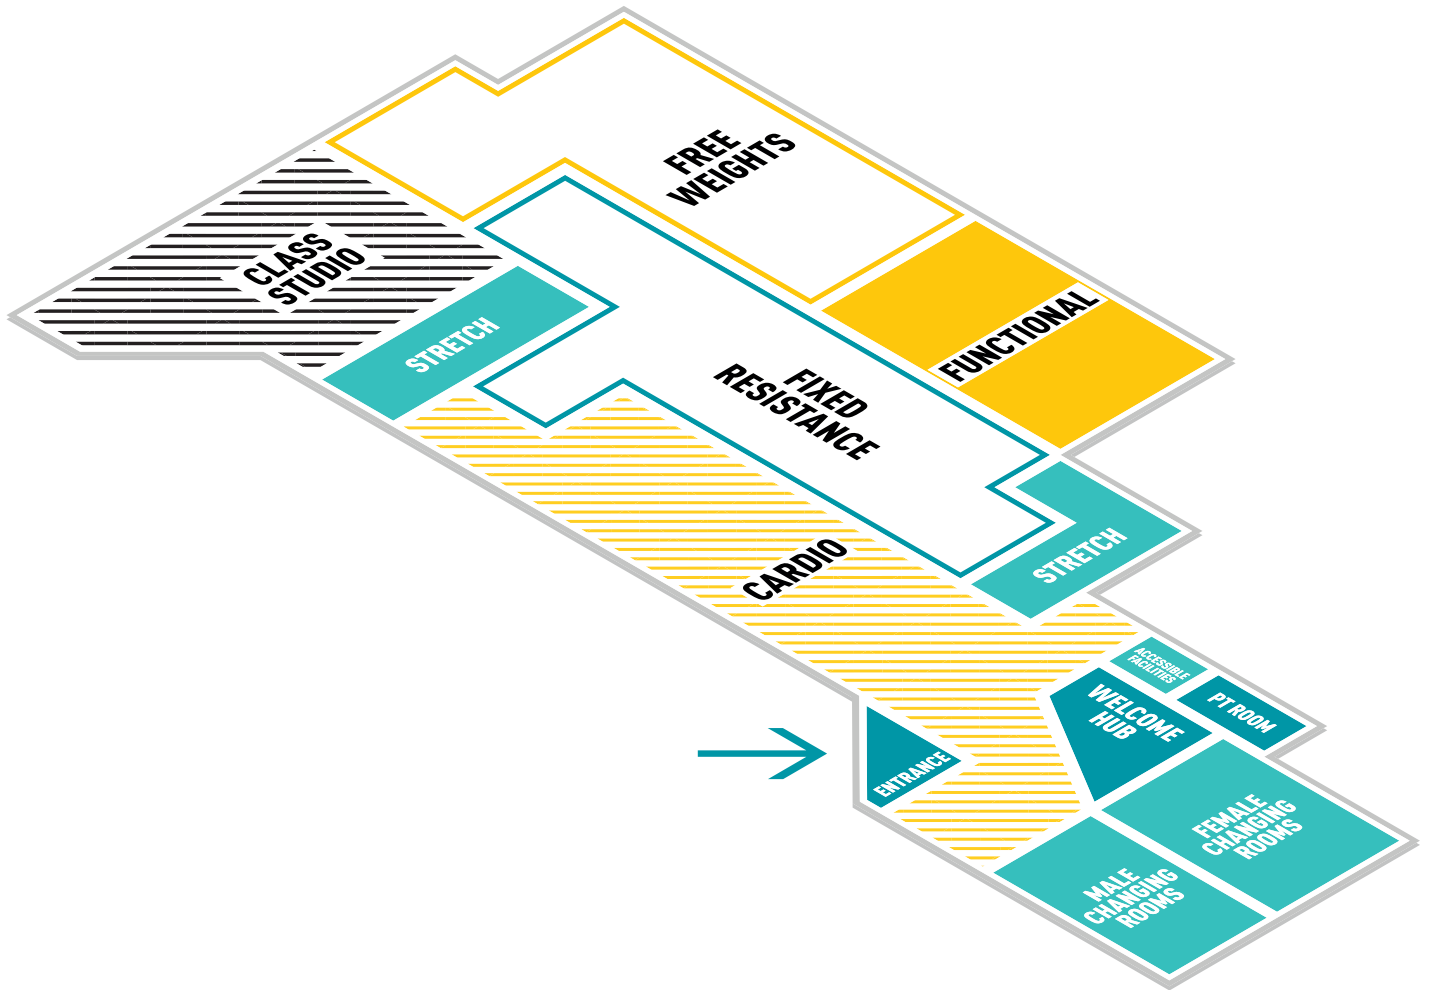 FREE
WEIGHTS
CLASS
STUDIO
STRETCH
FUNCTIONAL
FIXED
RESISTANCE
CARDIO
STRETCH
ACCESSIBLE
FACILITIES
PT ROOM
WELCOME
HUB
ENTRANCE
FEMALE
CHANGING
ROOMS
MALE
CHANGING
ROOMS